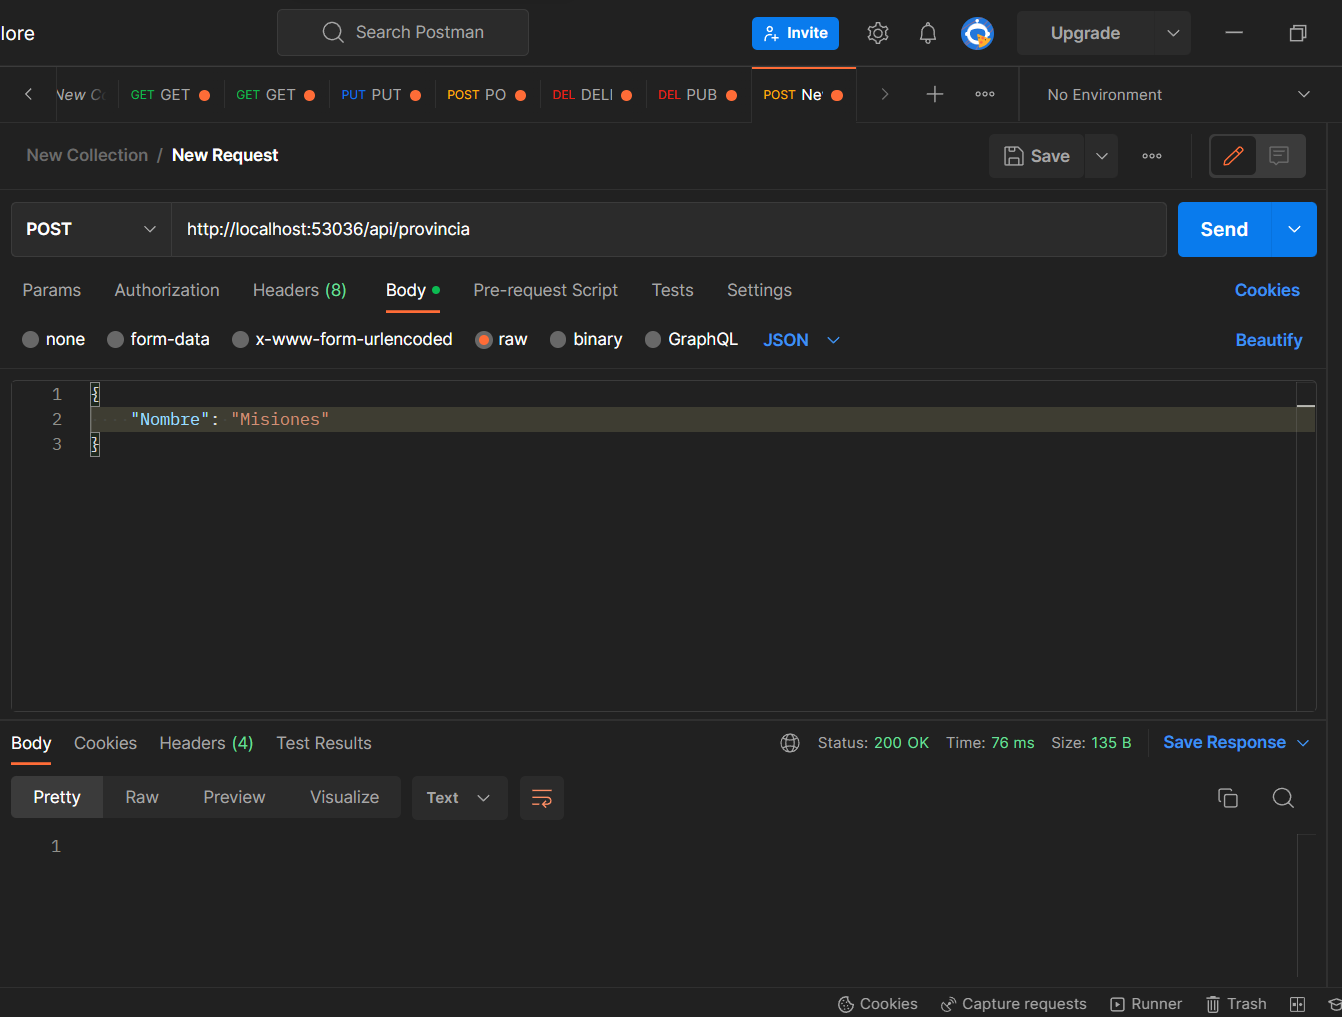 lore
Search Postman
Invite
Upgrade
New Co
GET GET
GET GET
PUT PUT
POST PO
DEL DELI
DEL PUB
POST Ne
No Environment
New Collection / New Request
Save
POST
http://localhost:53036/api/provincia
Send
Params Authorization Headers (8) Body Pre-request Script Tests Settings Cookies
none form-data x-www-form-urlencoded raw binary GraphQL JSON Beautify
1 {
2 "Nombre": "Misiones"
3 }
Body Cookies Headers (4) Test Results Status: 200 OK Time: 76 ms Size: 135 B Save Response
Pretty Raw Preview Visualize Text
1
Cookies Capture requests Runner Trash